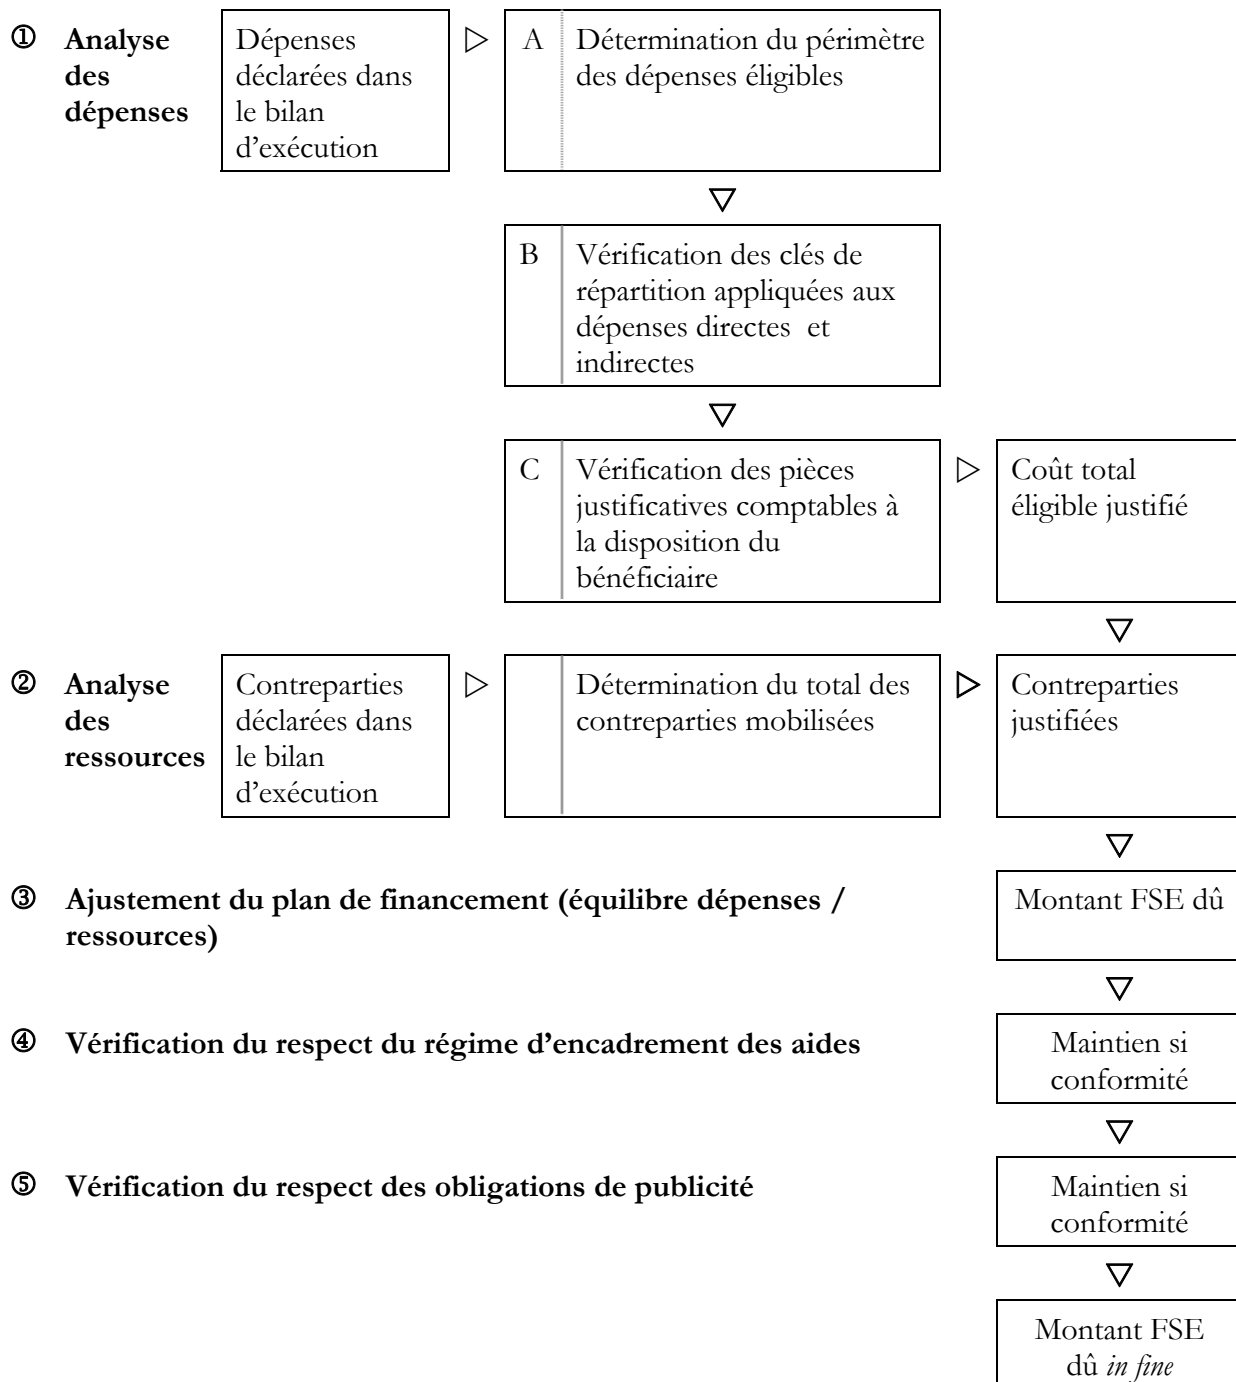 ① Analyse des dépenses
Dépenses
déclarées dans
le bilan
d’exécution
▷
A Détermination du périmètre
des dépenses éligibles
▽
B Vérification des clés de
répartition appliquées aux
dépenses directes et
indirectes
▽
C Vérification des pièces
justificatives comptables à
la disposition du
bénéficiaire
▷
Coût total
éligible justifié
▽
② Analyse
des
ressources
Contreparties
déclarées dans
le bilan
d’exécution
▷
Détermination du total des
contreparties mobilisées
▷
Contreparties
justifiées
▽
③ Ajustement du plan de financement (équilibre dépenses /
ressources)
Montant FSE dû
▽
④ Vérification du respect du régime d’encadrement des aides
Maintien si
conformité
▽
⑤ Vérification du respect des obligations de publicité
Maintien si
conformité
▽
Montant FSE
dû in fine